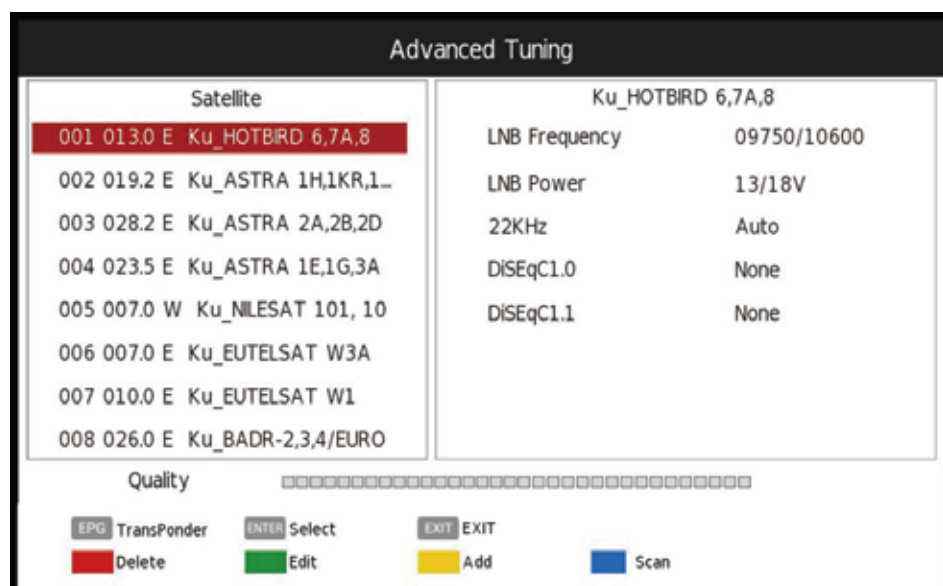 Advanced Tuning
Satellite
001 013.0 E Ku_HOTBIRD 6,7A,8
002 019.2 E Ku_ASTRA 1H,1KR,1...
003 028.2 E Ku_ASTRA 2A,2B,2D
004 023.5 E Ku_ASTRA 1E,1G,3A
005 007.0 W Ku_NILESAT 101, 10
006 007.0 E Ku_EUTELSAT W3A
007 010.0 E Ku_EUTELSAT W1
008 026.0 E Ku_BADR-2,3,4/EURO
Ku_HOTBIRD 6,7A,8
LNB Frequency 09750/10600
LNB Power 13/18V
22KHz Auto
DiSEqC1.0 None
DiSEqC1.1 None
Quality
EPG TransPonder ENTER Select EXIT EXIT
Delete Edit Add Scan